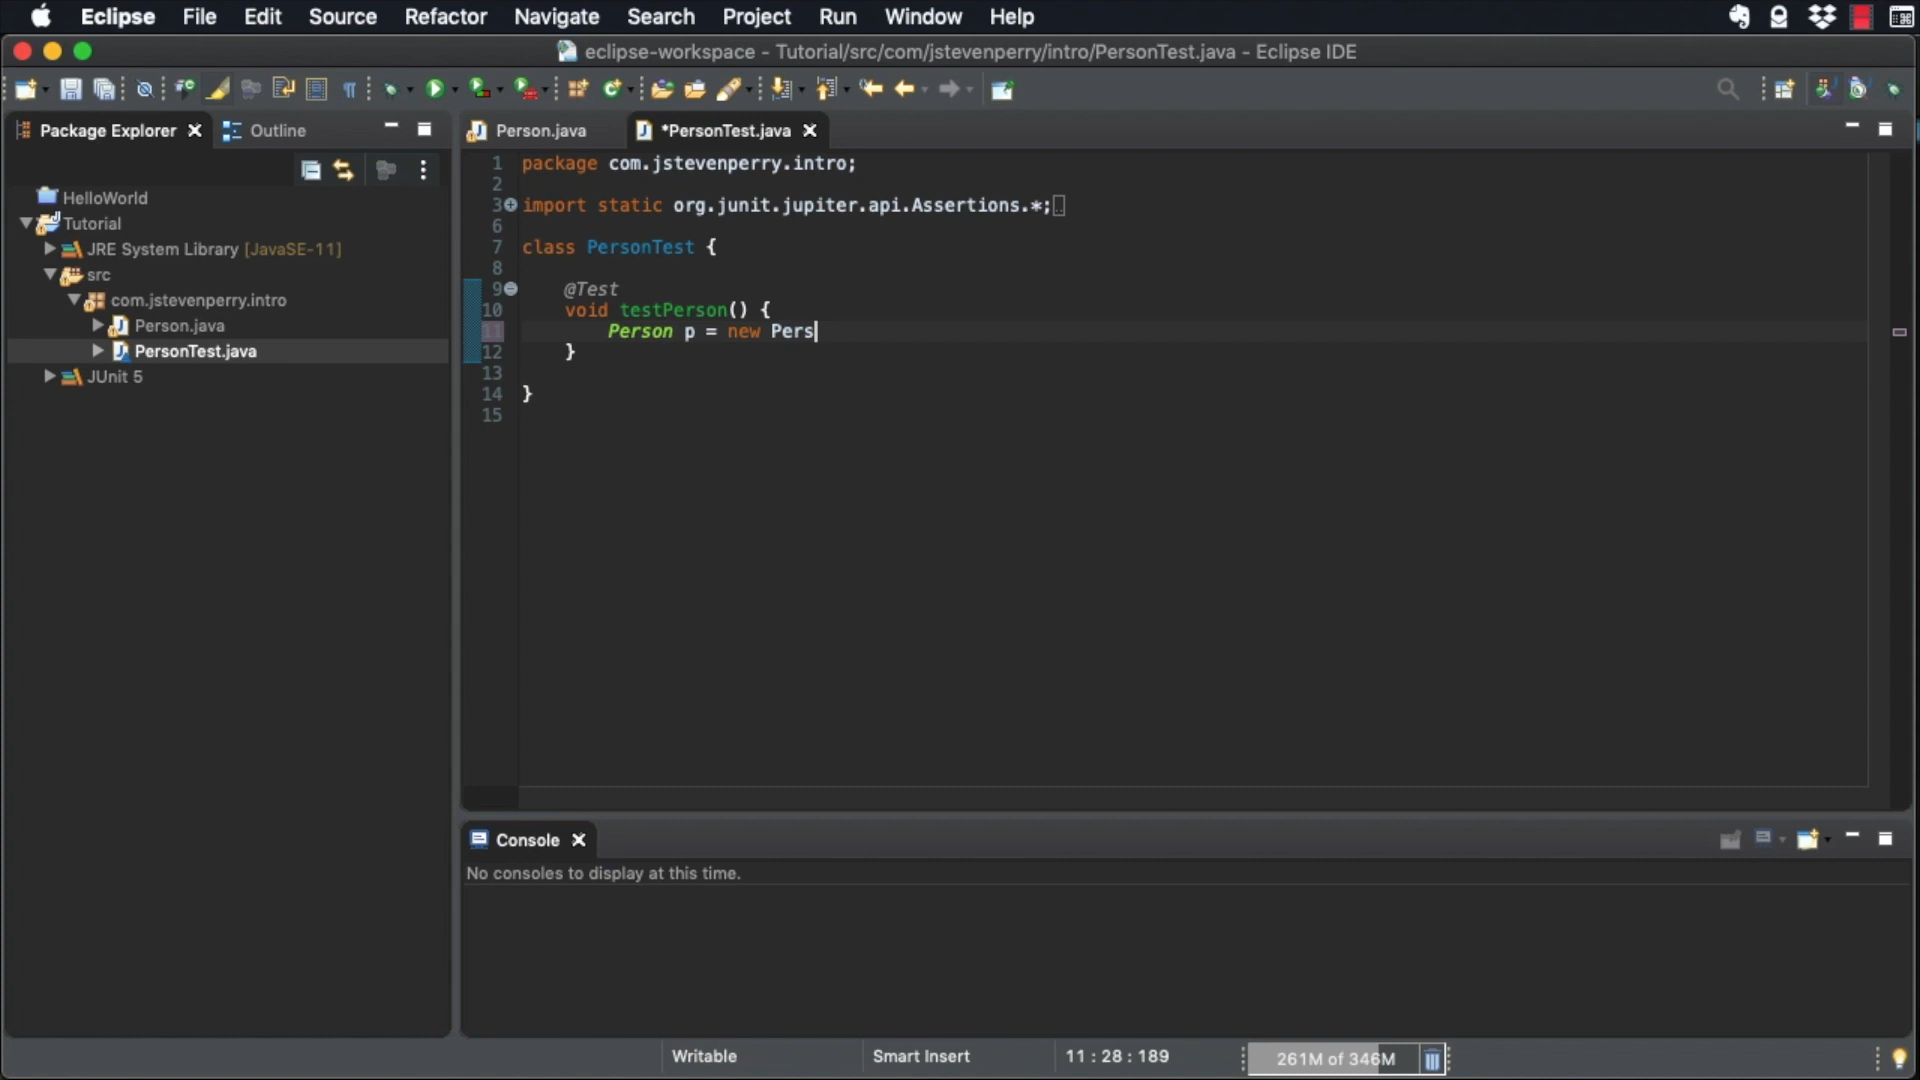 Eclipse File Edit Source Refactor Navigate Search Project Run Window Help
eclipse-workspace - Tutorial/src/com/jstevenperry/intro/PersonTest.java - Eclipse IDE
Package Explorer Outline
Person.java *PersonTest.java
HelloWorld
Tutorial
JRE System Library [JavaSE-11]
src
com.jstevenperry.intro
Person.java
PersonTest.java
JUnit 5
1 package com.jstevenperry.intro;
2
3 import static org.junit.jupiter.api.Assertions.*;
6
7 class PersonTest {
8
9 @Test
10 void testPerson() {
11 Person p = new Pers
12 }
13
14 }
15
Console
No consoles to display at this time.
Writable Smart Insert 11 : 28 : 189 261M of 346M